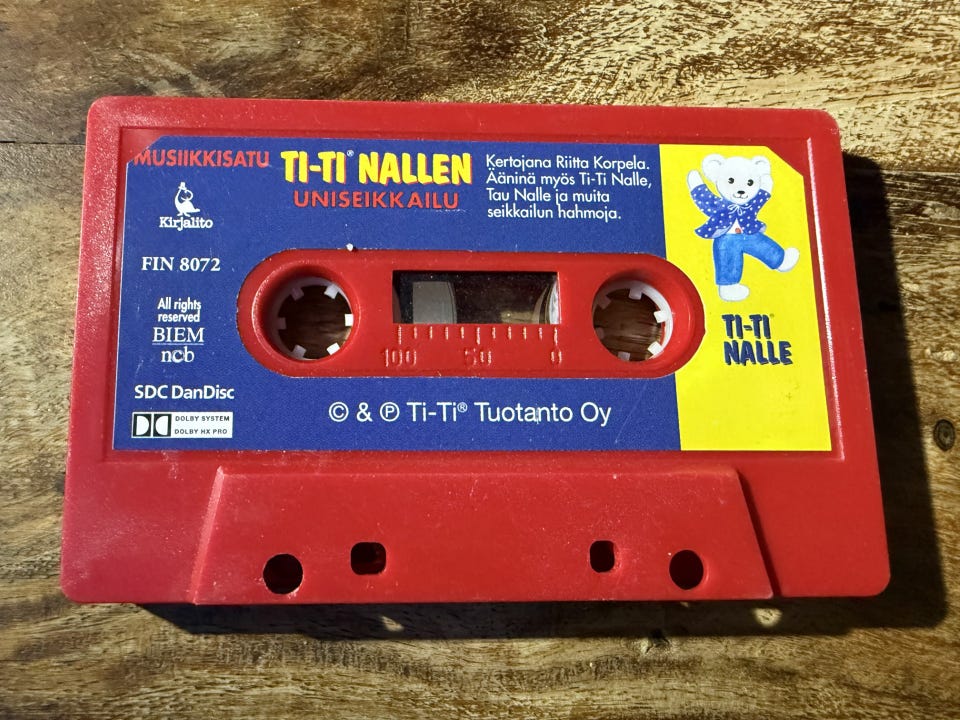 MUSIIKKISATU
TI-TI® NALLEN
UNISEIKKAILU
Kertojana Riitta Korpela.
Ääninä myös Ti-Ti Nalle,
Tau Nalle ja muita
seikkailun hahmoja.
Kirjalito
FIN 8072
All rights
reserved
BIEM
ncb
SDC DanDisc
DOLBY SYSTEM
DOLBY HX PRO
100 50 0
© & ℗ Ti-Ti® Tuotanto Oy
TI-TI®
NALLE